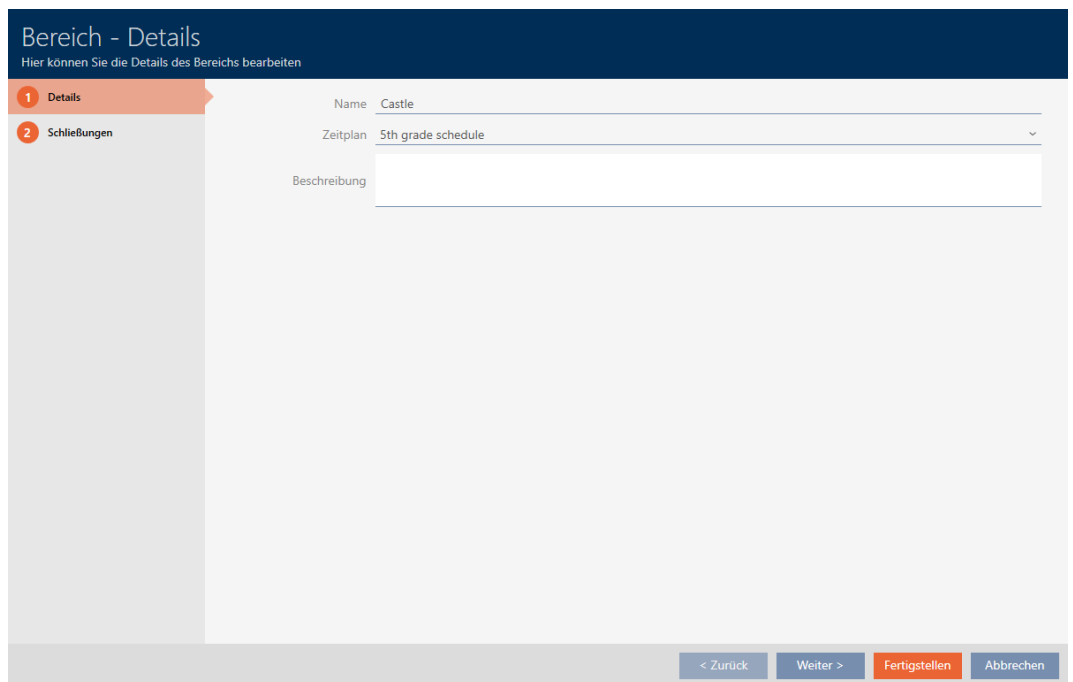 Bereich - Details
Hier können Sie die Details des Bereichs bearbeiten
1 Details
2 Schließungen
Name Castle
Zeitplan 5th grade schedule
Beschreibung
< Zurück Weiter > Fertigstellen Abbrechen